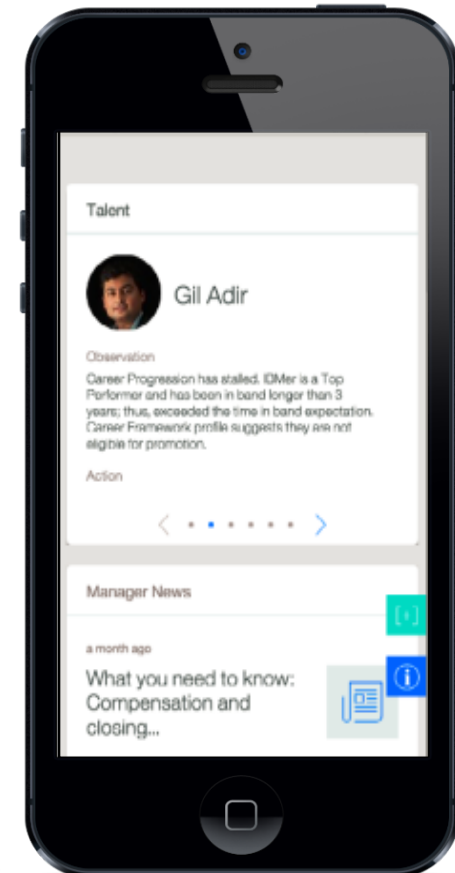 Talent
Gil Adir
Observation
Career Progression has stalled. IBMer is a Top
Performer and has been in band longer than 3
years; thus, exceeded the time in band expectation.
Career Framework profile suggests they are not
eligible for promotion.
Action
Manager News
a month ago
What you need to know:
Compensation and
closing...